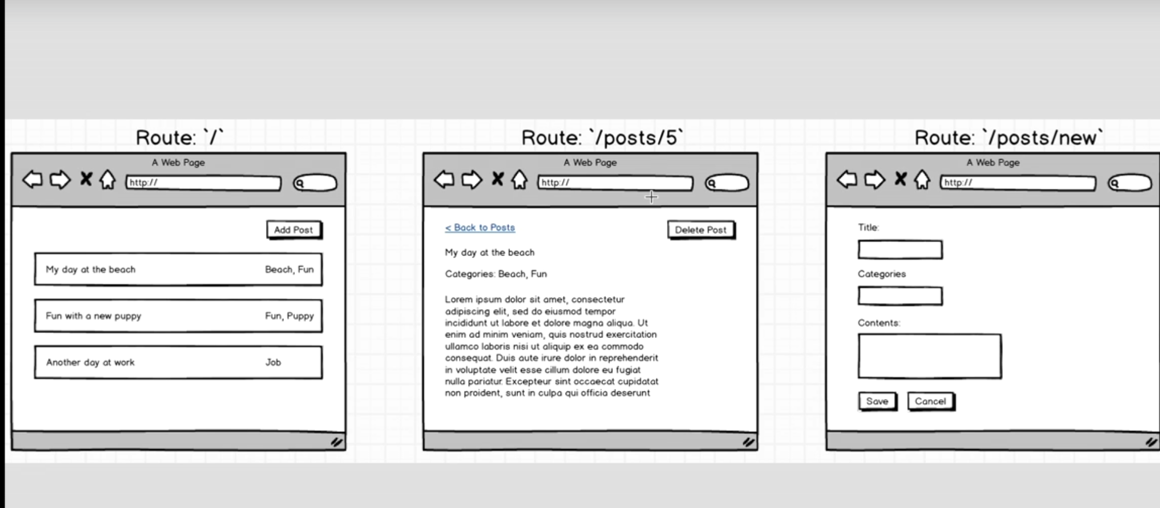 Route: `/`
A Web Page
http://
Add Post
My day at the beach Beach, Fun
Fun with a new puppy Fun, Puppy
Another day at work Job
Route: `/posts/5`
A Web Page
http://
< Back to Posts Delete Post
My day at the beach
Categories: Beach, Fun
Lorem ipsum dolor sit amet, consectetur
adipiscing elit, sed do eiusmod tempor
incididunt ut labore et dolore magna aliqua. Ut
enim ad minim veniam, quis nostrud exercitation
ullamco laboris nisi ut aliquip ex ea commodo
consequat. Duis aute irure dolor in reprehenderit
in voluptate velit esse cillum dolore eu fugiat
nulla pariatur. Excepteur sint occaecat cupidatat
non proident, sunt in culpa qui officia deserunt
Route: `/posts/new`
A Web Page
http://
Title:
Categories
Contents:
Save Cancel